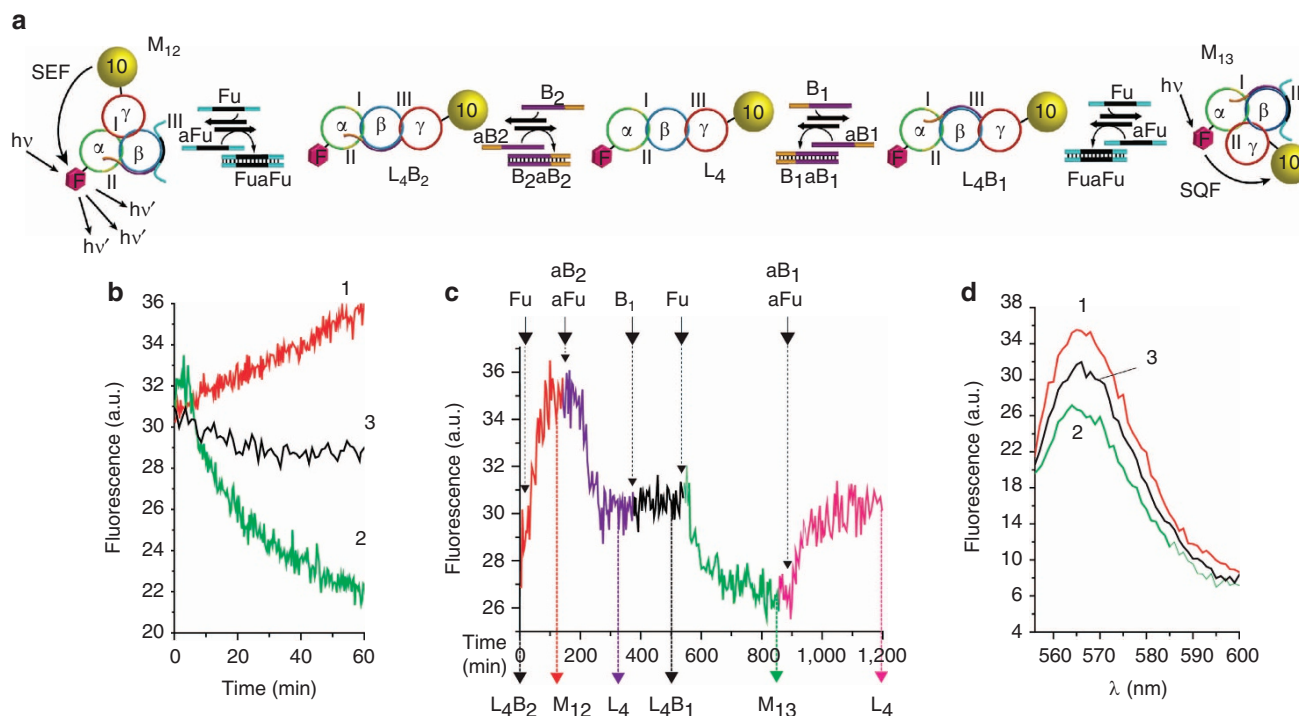 a
M12
SEF
10
γ
I
III
α
β
hν
F
II
hν′
hν′
hν′
Fu
aFu
FuaFu
I
III
10
α
β
γ
F
II
L4B2
B2
aB2
B2aB2
I
III
10
α
β
γ
F
II
L4
B1
aB1
B1aB1
I
III
10
α
β
γ
F
II
L4B1
Fu
aFu
FuaFu
M13
hν
I
III
α
β
F
II
γ
10
SQF
b
1
3
2
Fluorescence (a.u.)
36
34
32
30
28
26
24
22
20
0 20 40 60
Time (min)
c
Fu
aB2
aFu
B1
Fu
aB1
aFu
Fluorescence (a.u.)
36
34
32
30
28
26
Time
(min)
0 200 400 600 800 1,000 1,200
L4B2 M12 L4 L4B1 M13 L4
d
1
3
2
Fluorescence (a.u.)
38
34
30
26
22
18
14
10
8
4
560 570 580 590 600
λ (nm)